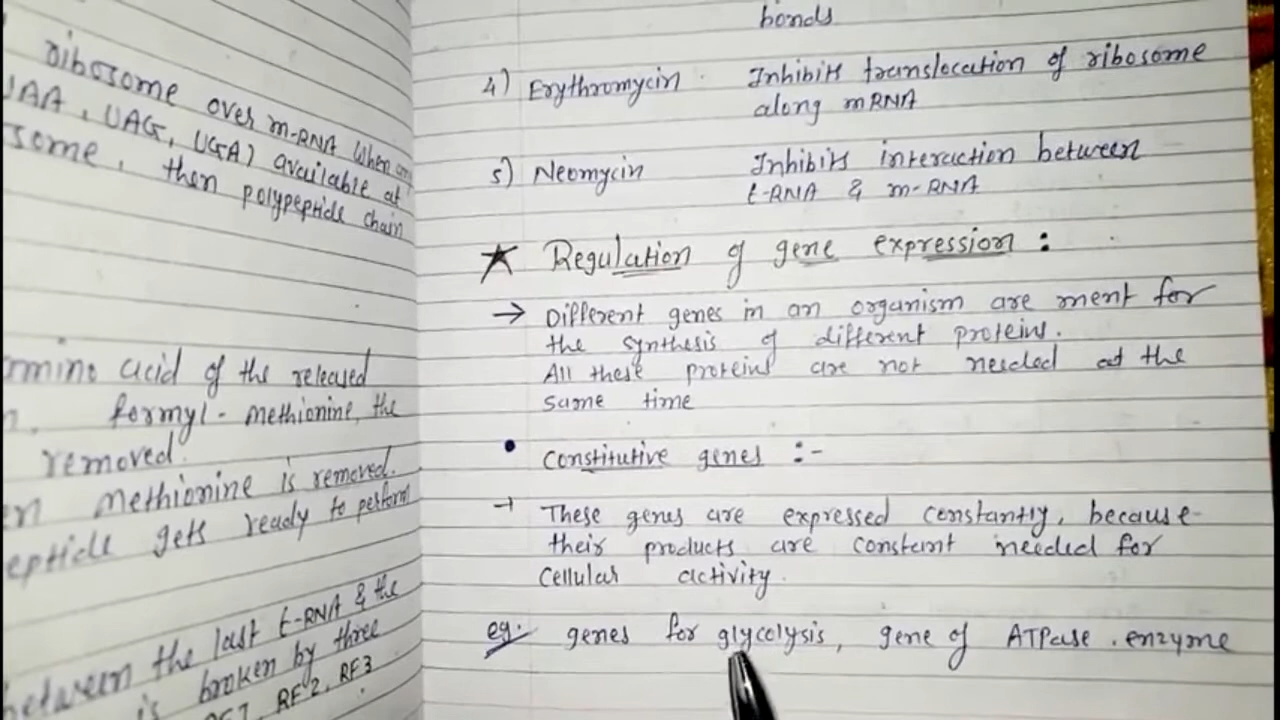 ribosome over m-RNA when
UAA, UAG, UGA) available at
some, then polypeptide chain
amino acid of the released
formyl-methionine, the
removed.
en methionine is removed.
eptide gets ready to perform
between the last t-RNA & the
is broken by three
RF2, RF3
bonds
4) Erythromycin Inhibits translocation of ribosome
along mRNA
5) Neomycin Inhibits interaction between
t-RNA & m-RNA
★ Regulation of gene expression :
→ Different genes in an organism are ment for
the synthesis of different proteins.
All these proteins are not needed at the
same time
• Constitutive genes :-
→ These genes are expressed constantly, because
their products are constant needed for
cellular activity.
eg. genes for glycolysis, gene of ATPase enzyme